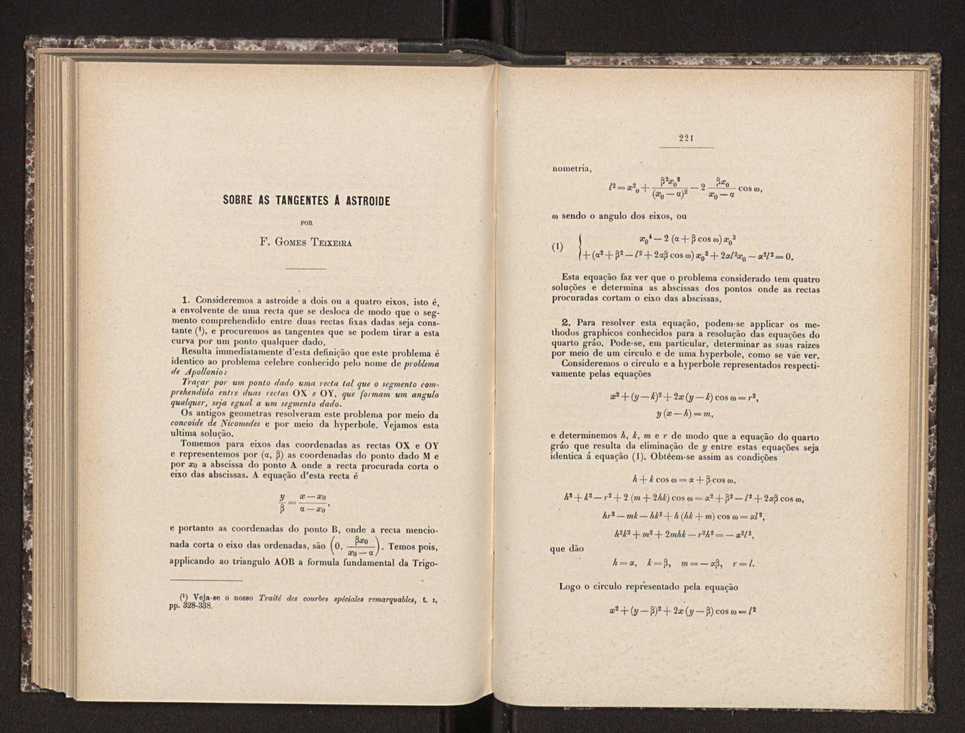 SOBRE AS TANGENTES Á ASTROIDE
POR
F. GOMES TEIXEIRA
1. Consideremos a astroide a dois ou a quatro eixos, isto é,
a envolvente de uma recta que se desloca de modo que o seg-
mento comprehendido entre duas rectas fixas dadas seja cons-
tante (¹), e procuremos as tangentes que se podem tirar a esta
curva por um ponto qualquer dado.
Resulta immediatamente d'esta definição que este problema é
identico ao problema celebre conhecido pelo nome de problema
de Apollonio:
Traçar por um ponto dado uma recta tal que o segmento com-
prehendido entre duas rectas OX e OY, que formam um angulo
qualquer, seja egual a um segmento dado.
Os antigos geometras resolveram este problema por meio da
concoide de Nicomedes e por meio da hyperbole. Vejamos esta
ultima solução.
Tomemos para eixos das coordenadas as rectas OX e OY
e representemos por (α, β) as coordenadas do ponto dado M e
por x₀ a abscissa do ponto A onde a recta procurada corta o
eixo das abscissas. A equação d'esta recta é
y/β = (x — x₀)/(α — x₀),
e portanto as coordenadas do ponto B, onde a recta mencio-
nada corta o eixo das ordenadas, são (0, βx₀/(x₀ — α)). Temos pois,
applicando ao triangulo AOB a formula fundamental da Trigo-
(¹) Veja-se o nosso Traité des courbes spéciales remarquables, t. I,
pp. 328-338.
221
nometria,
l² = x²₀ + β²x₀²/(x₀ — α)² — 2 βx₀/(x₀ — α) cos ω,
ω sendo o angulo dos eixos, ou
(1) { x₀⁴ — 2 (α + β cos ω) x₀³
+ (α² + β² — l² + 2αβ cos ω) x₀² + 2αl²x₀ — α²l² = 0.
Esta equação faz ver que o problema considerado tem quatro
soluções e determina as abscissas dos pontos onde as rectas
procuradas cortam o eixo das abscissas.
2. Para resolver esta equação, podem-se applicar os me-
thodos graphicos conhecidos para a resolução das equações do
quarto gráo. Pode-se, em particular, determinar as suas raizes
por meio de um circulo e de uma hyperbole, como se vae ver.
Consideremos o circulo e a hyperbole representados respecti-
vamente pelas equações
x² + (y — k)² + 2x (y — k) cos ω = r²,
y (x — h) = m,
e determinemos h, k, m e r de modo que a equação do quarto
gráo que resulta da eliminação de y entre estas equações seja
identica á equação (1). Obtéem-se assim as condições
h + k cos ω = α + β cos ω,
h² + k² — r² + 2 (m + 2hk) cos ω = α² + β² — l² + 2αβ cos ω,
hr² — mk — hk² + h (hk + m) cos ω = αl²,
h²k² + m² + 2mhk — r²h² = — α²l²,
que dão
h = α, k = β, m = — αβ, r = l.
Logo o circulo representado pela equação
x² + (y — β)² + 2x (y — β) cos ω = l²